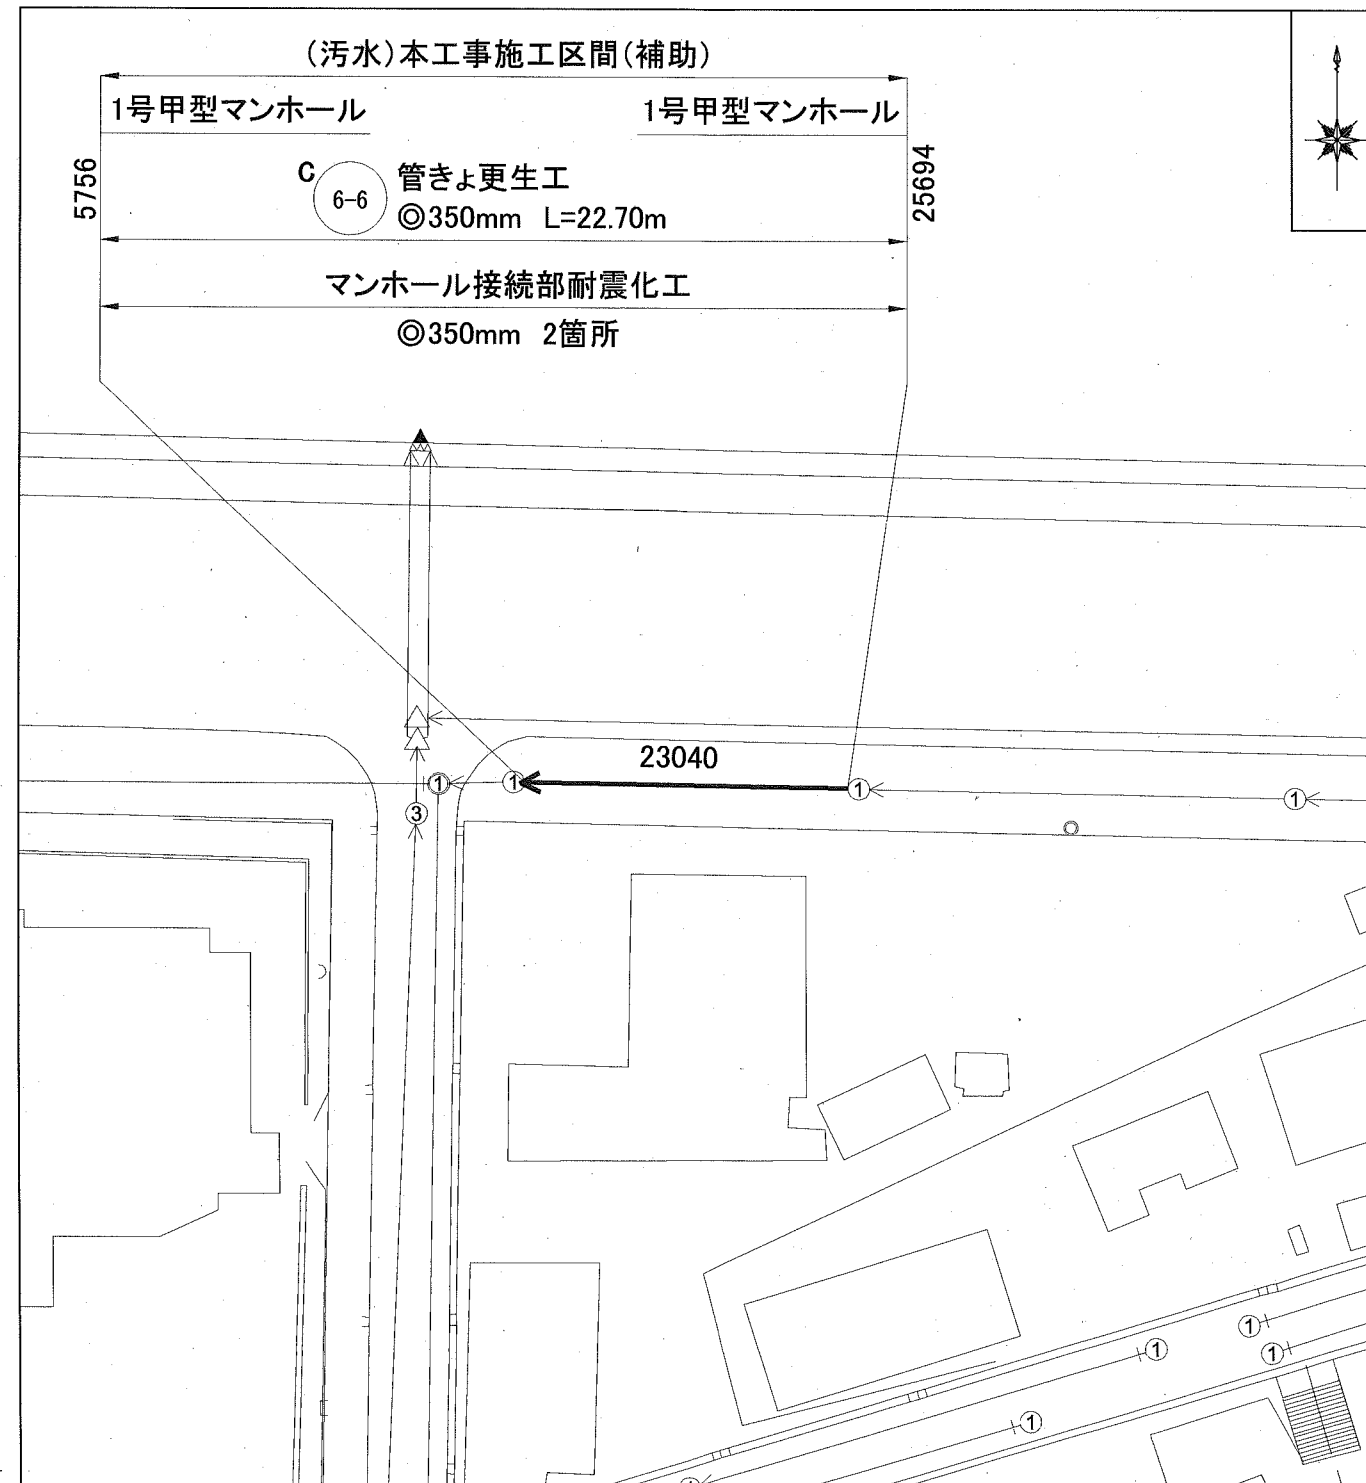 (汚水)本工事施工区間(補助)
1号甲型マンホール
1号甲型マンホール
5756
25694
C
6-6
管きょ更生工
◎350mm L=22.70m
マンホール接続部耐震化工
◎350mm 2箇所
23040
1
1
1
1
3
1
1
1
1